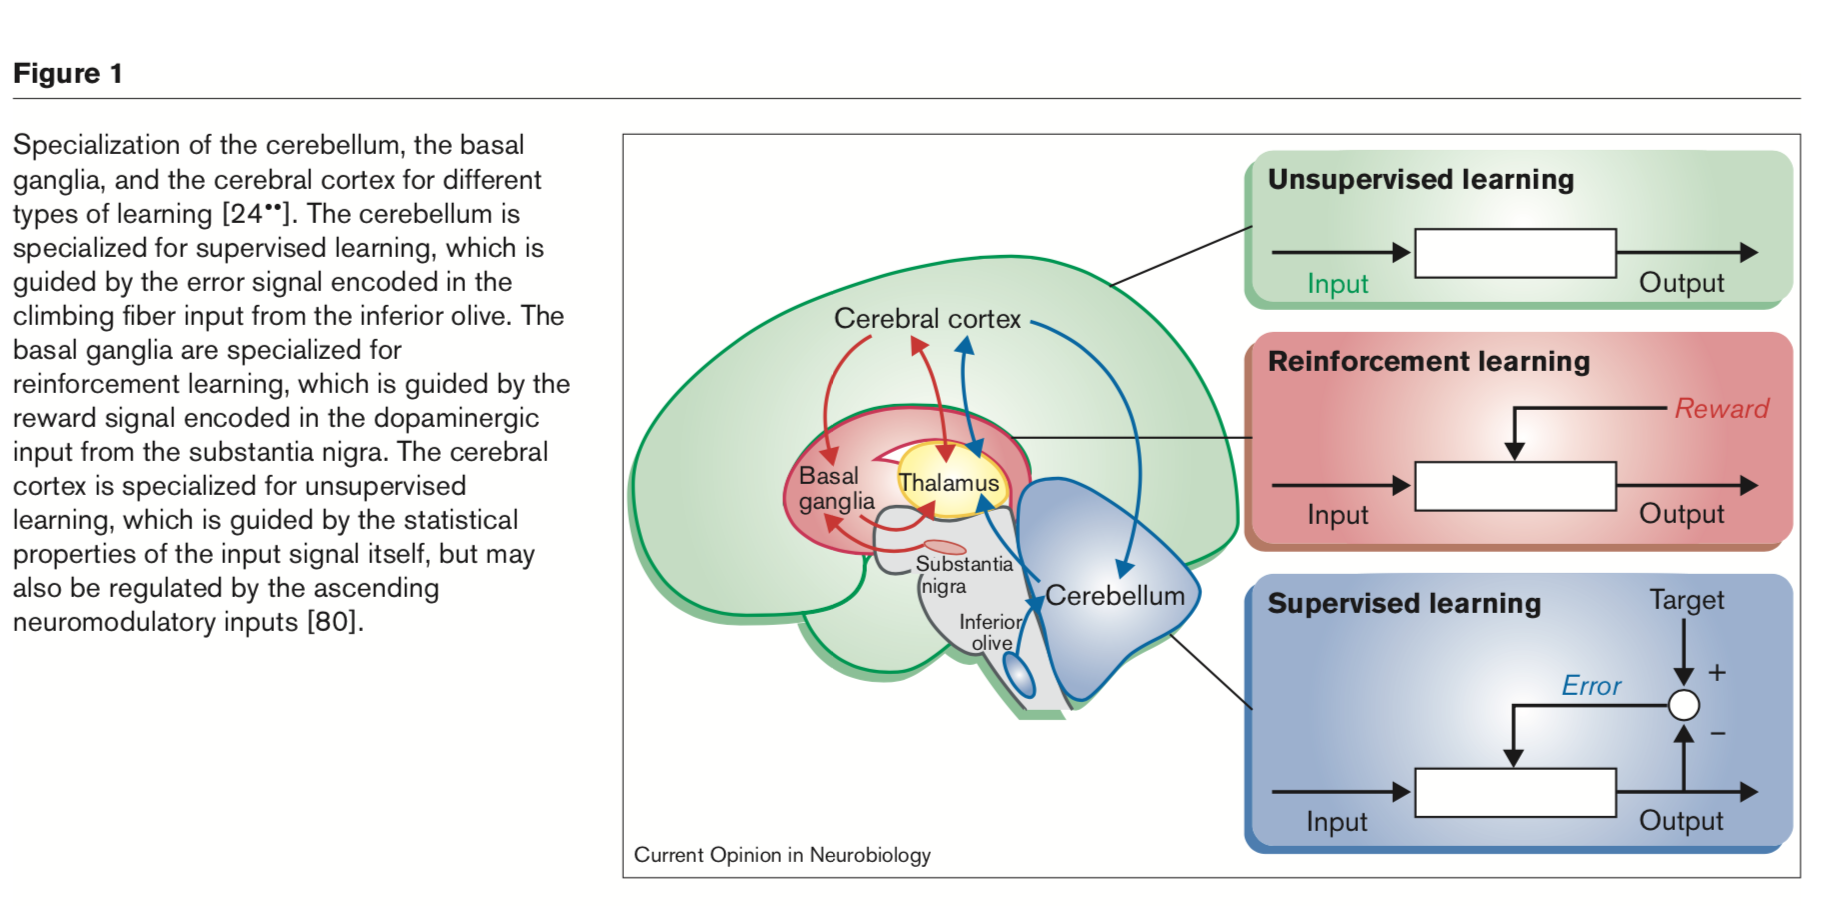 Figure 1
Specialization of the cerebellum, the basal
ganglia, and the cerebral cortex for different
types of learning [24••]. The cerebellum is
specialized for supervised learning, which is
guided by the error signal encoded in the
climbing fiber input from the inferior olive. The
basal ganglia are specialized for
reinforcement learning, which is guided by the
reward signal encoded in the dopaminergic
input from the substantia nigra. The cerebral
cortex is specialized for unsupervised
learning, which is guided by the statistical
properties of the input signal itself, but may
also be regulated by the ascending
neuromodulatory inputs [80].
Cerebral cortex
Basal
ganglia
Thalamus
Substantia
nigra
Inferior
olive
Cerebellum
Unsupervised learning
Input
Output
Reinforcement learning
Reward
Input
Output
Supervised learning
Target
+
Error
−
Input
Output
Current Opinion in Neurobiology